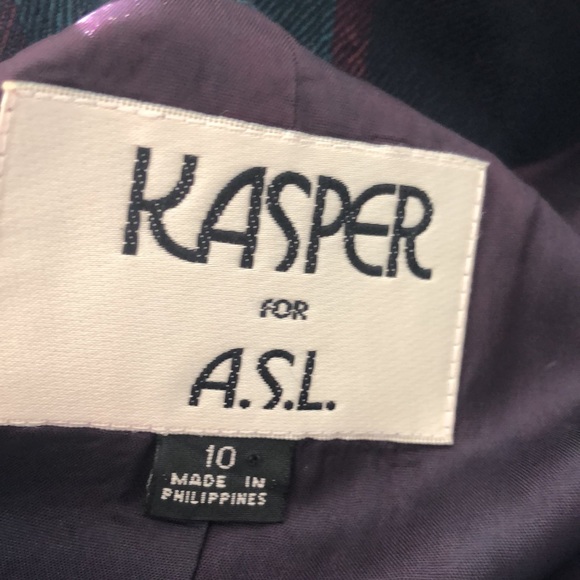 KASPER
FOR
A.S.L.
10
MADE IN
PHILIPPINES